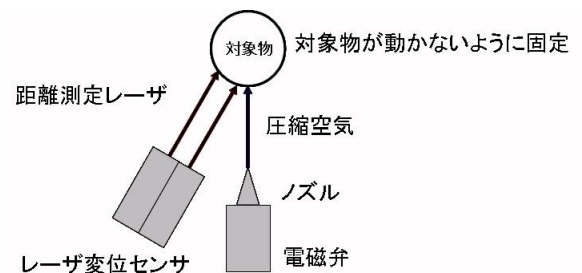 対象物
対象物が動かないように固定
距離測定レーザ
圧縮空気
ノズル
電磁弁
レーザ変位センサ